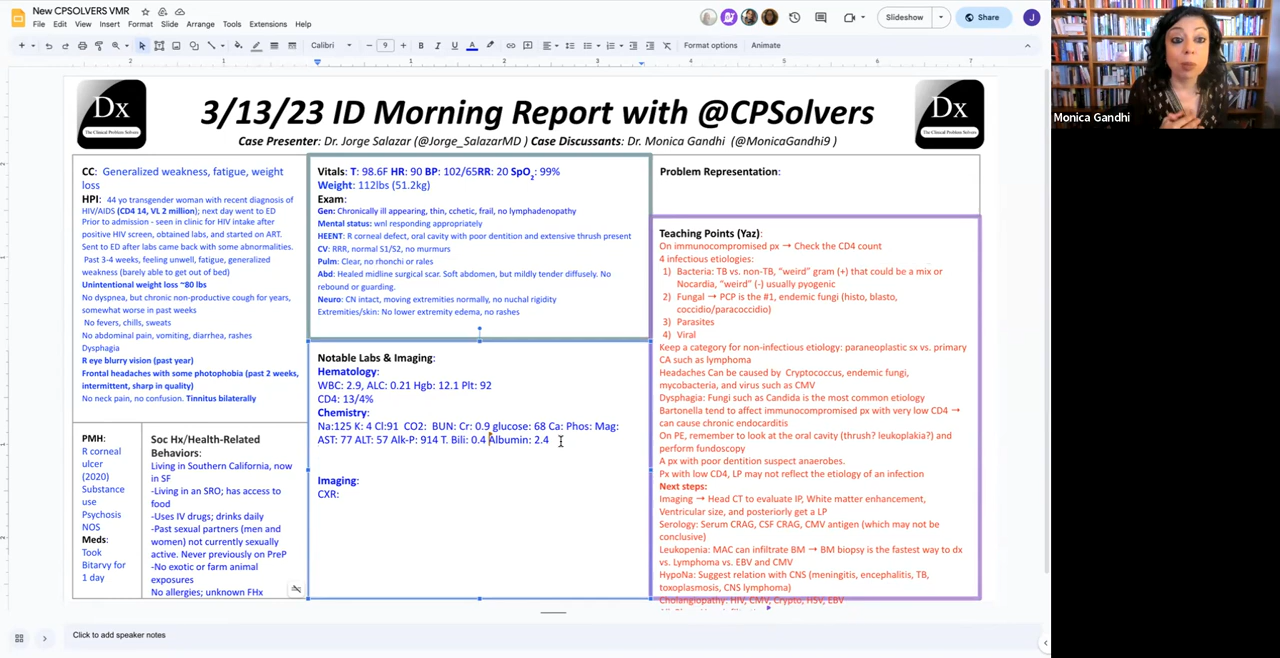 New CPSOLVERS VMR
File Edit View Insert Format Slide Arrange Tools Extensions Help
Slideshow
Share
J
Calibri
9
B I U A
Format options
Animate
2 1 1 2 3 4 5 6 7
Dx
The Clinical Problem Solvers
3/13/23 ID Morning Report with @CPSolvers
Case Presenter: Dr. Jorge Salazar (@Jorge_SalazarMD ) Case Discussants: Dr. Monica Gandhi (@MonicaGandhi9 )
Dx
The Clinical Problem Solvers
CC: Generalized weakness, fatigue, weight
loss
HPI: 44 yo transgender woman with recent diagnosis of
HIV/AIDS (CD4 14, VL 2 million); next day went to ED
Prior to admission - seen in clinic for HIV intake after
positive HIV screen, obtained labs, and started on ART.
Sent to ED after labs came back with some abnormalities.
Past 3-4 weeks, feeling unwell, fatigue, generalized
weakness (barely able to get out of bed)
Unintentional weight loss ~80 lbs
No dyspnea, but chronic non-productive cough for years,
somewhat worse in past weeks
No fevers, chills, sweats
No abdominal pain, vomiting, diarrhea, rashes
Dysphagia
R eye blurry vision (past year)
Frontal headaches with some photophobia (past 2 weeks,
intermittent, sharp in quality)
No neck pain, no confusion. Tinnitus bilaterally
PMH:
R corneal
ulcer
(2020)
Substance
use
Psychosis
NOS
Meds:
Took
Bitarvy for
1 day
Soc Hx/Health-Related
Behaviors:
Living in Southern California, now
in SF
-Living in an SRO; has access to
food
-Uses IV drugs; drinks daily
-Past sexual partners (men and
women) not currently sexually
active. Never previously on PreP
-No exotic or farm animal
exposures
No allergies; unknown FHx
Vitals: T: 98.6F HR: 90 BP: 102/65RR: 20 SpO2: 99%
Weight: 112lbs (51.2kg)
Exam:
Gen: Chronically ill appearing, thin, cchetic, frail, no lymphadenopathy
Mental status: wnl responding appropriately
HEENT: R corneal defect, oral cavity with poor dentition and extensive thrush present
CV: RRR, normal S1/S2, no murmurs
Pulm: Clear, no rhonchi or rales
Abd: Healed midline surgical scar. Soft abdomen, but mildly tender diffusely. No
rebound or guarding.
Neuro: CN intact, moving extremities normally, no nuchal rigidity
Extremities/skin: No lower extremity edema, no rashes
Notable Labs & Imaging:
Hematology:
WBC: 2.9, ALC: 0.21 Hgb: 12.1 Plt: 92
CD4: 13/4%
Chemistry:
Na:125 K: 4 Cl:91 CO2: BUN: Cr: 0.9 glucose: 68 Ca: Phos: Mag:
AST: 77 ALT: 57 Alk-P: 914 T. Bili: 0.4 Albumin: 2.4
Imaging:
CXR:
Problem Representation:
Teaching Points (Yaz):
On immunocompromised px → Check the CD4 count
4 infectious etiologies:
1) Bacteria: TB vs. non-TB, "weird" gram (+) that could be a mix or
Nocardia, "weird" (-) usually pyogenic
2) Fungal → PCP is the #1, endemic fungi (histo, blasto,
coccidio/paracoccidio)
3) Parasites
4) Viral
Keep a category for non-infectious etiology: paraneoplastic sx vs. primary
CA such as lymphoma
Headaches Can be caused by Cryptococcus, endemic fungi,
mycobacteria, and virus such as CMV
Dysphagia: Fungi such as Candida is the most common etiology
Bartonella tend to affect immunocompromised px with very low CD4 →
can cause chronic endocarditis
On PE, remember to look at the oral cavity (thrush? leukoplakia?) and
perform fundoscopy
A px with poor dentition suspect anaerobes.
Px with low CD4, LP may not reflect the etiology of an infection
Next steps:
Imaging → Head CT to evaluate IP, White matter enhancement,
Ventricular size, and posteriorly get a LP
Serology: Serum CRAG, CSF CRAG, CMV antigen (which may not be
conclusive)
Leukopenia: MAC can infiltrate BM → BM biopsy is the fastest way to dx
vs. Lymphoma vs. EBV and CMV
HypoNa: Suggest relation with CNS (meningitis, encephalitis, TB,
toxoplasmosis, CNS lymphoma)
Cholangiopathy: HIV, CMV, Crypto, HSV, EBV
Click to add speaker notes
Monica Gandhi